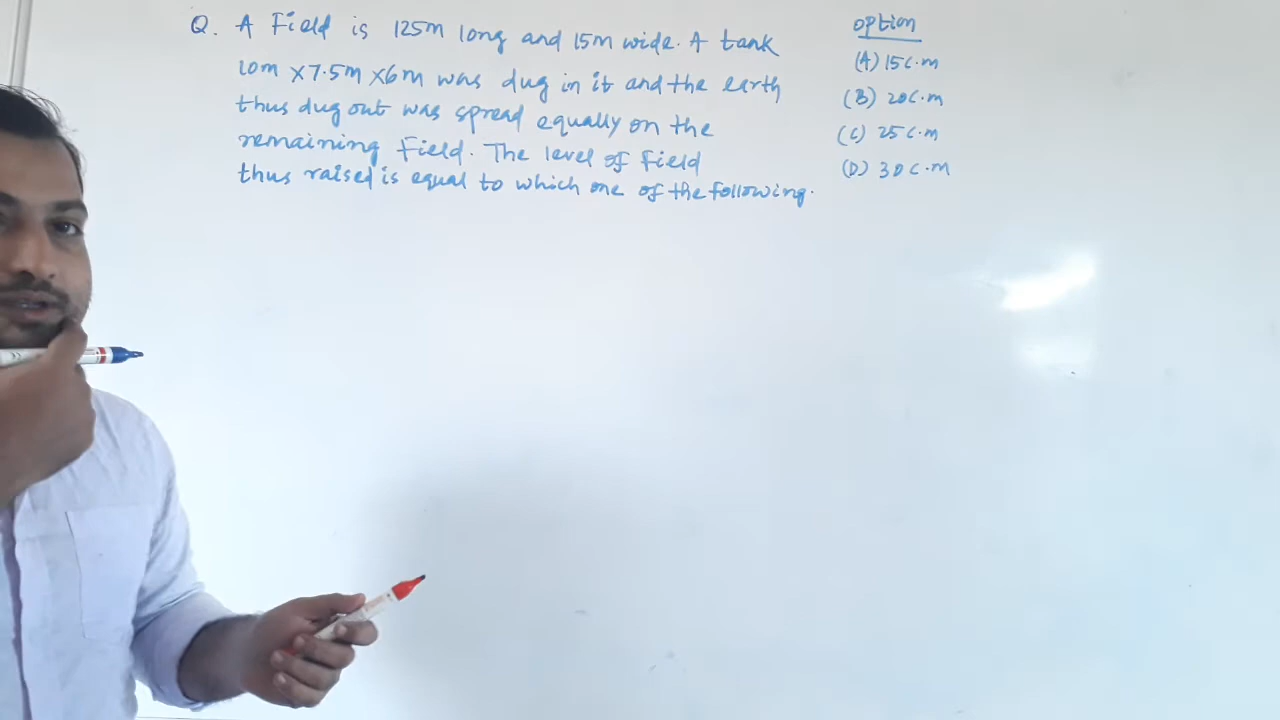 Q. A Field is 125m long and 15m wide. A tank
10m x7.5m x6m was dug in it and the earth
thus dug out was spread equally on the
remaining Field. The level of Field
thus raised is equal to which one of the following.
option
(A) 15C.m
(B) 20C.m
(C) 25C.m
(D) 30C.m